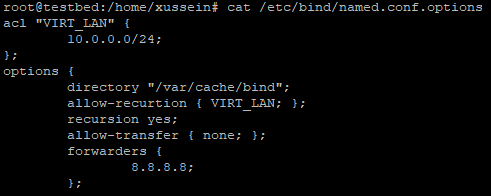 root@testbed:/home/xussein# cat /etc/bind/named.conf.options
acl "VIRT_LAN" {
        10.0.0.0/24;
};
options {
        directory "/var/cache/bind";
        allow-recurtion { VIRT_LAN; };
        recursion yes;
        allow-transfer { none; };
        forwarders {
                8.8.8.8;
        };